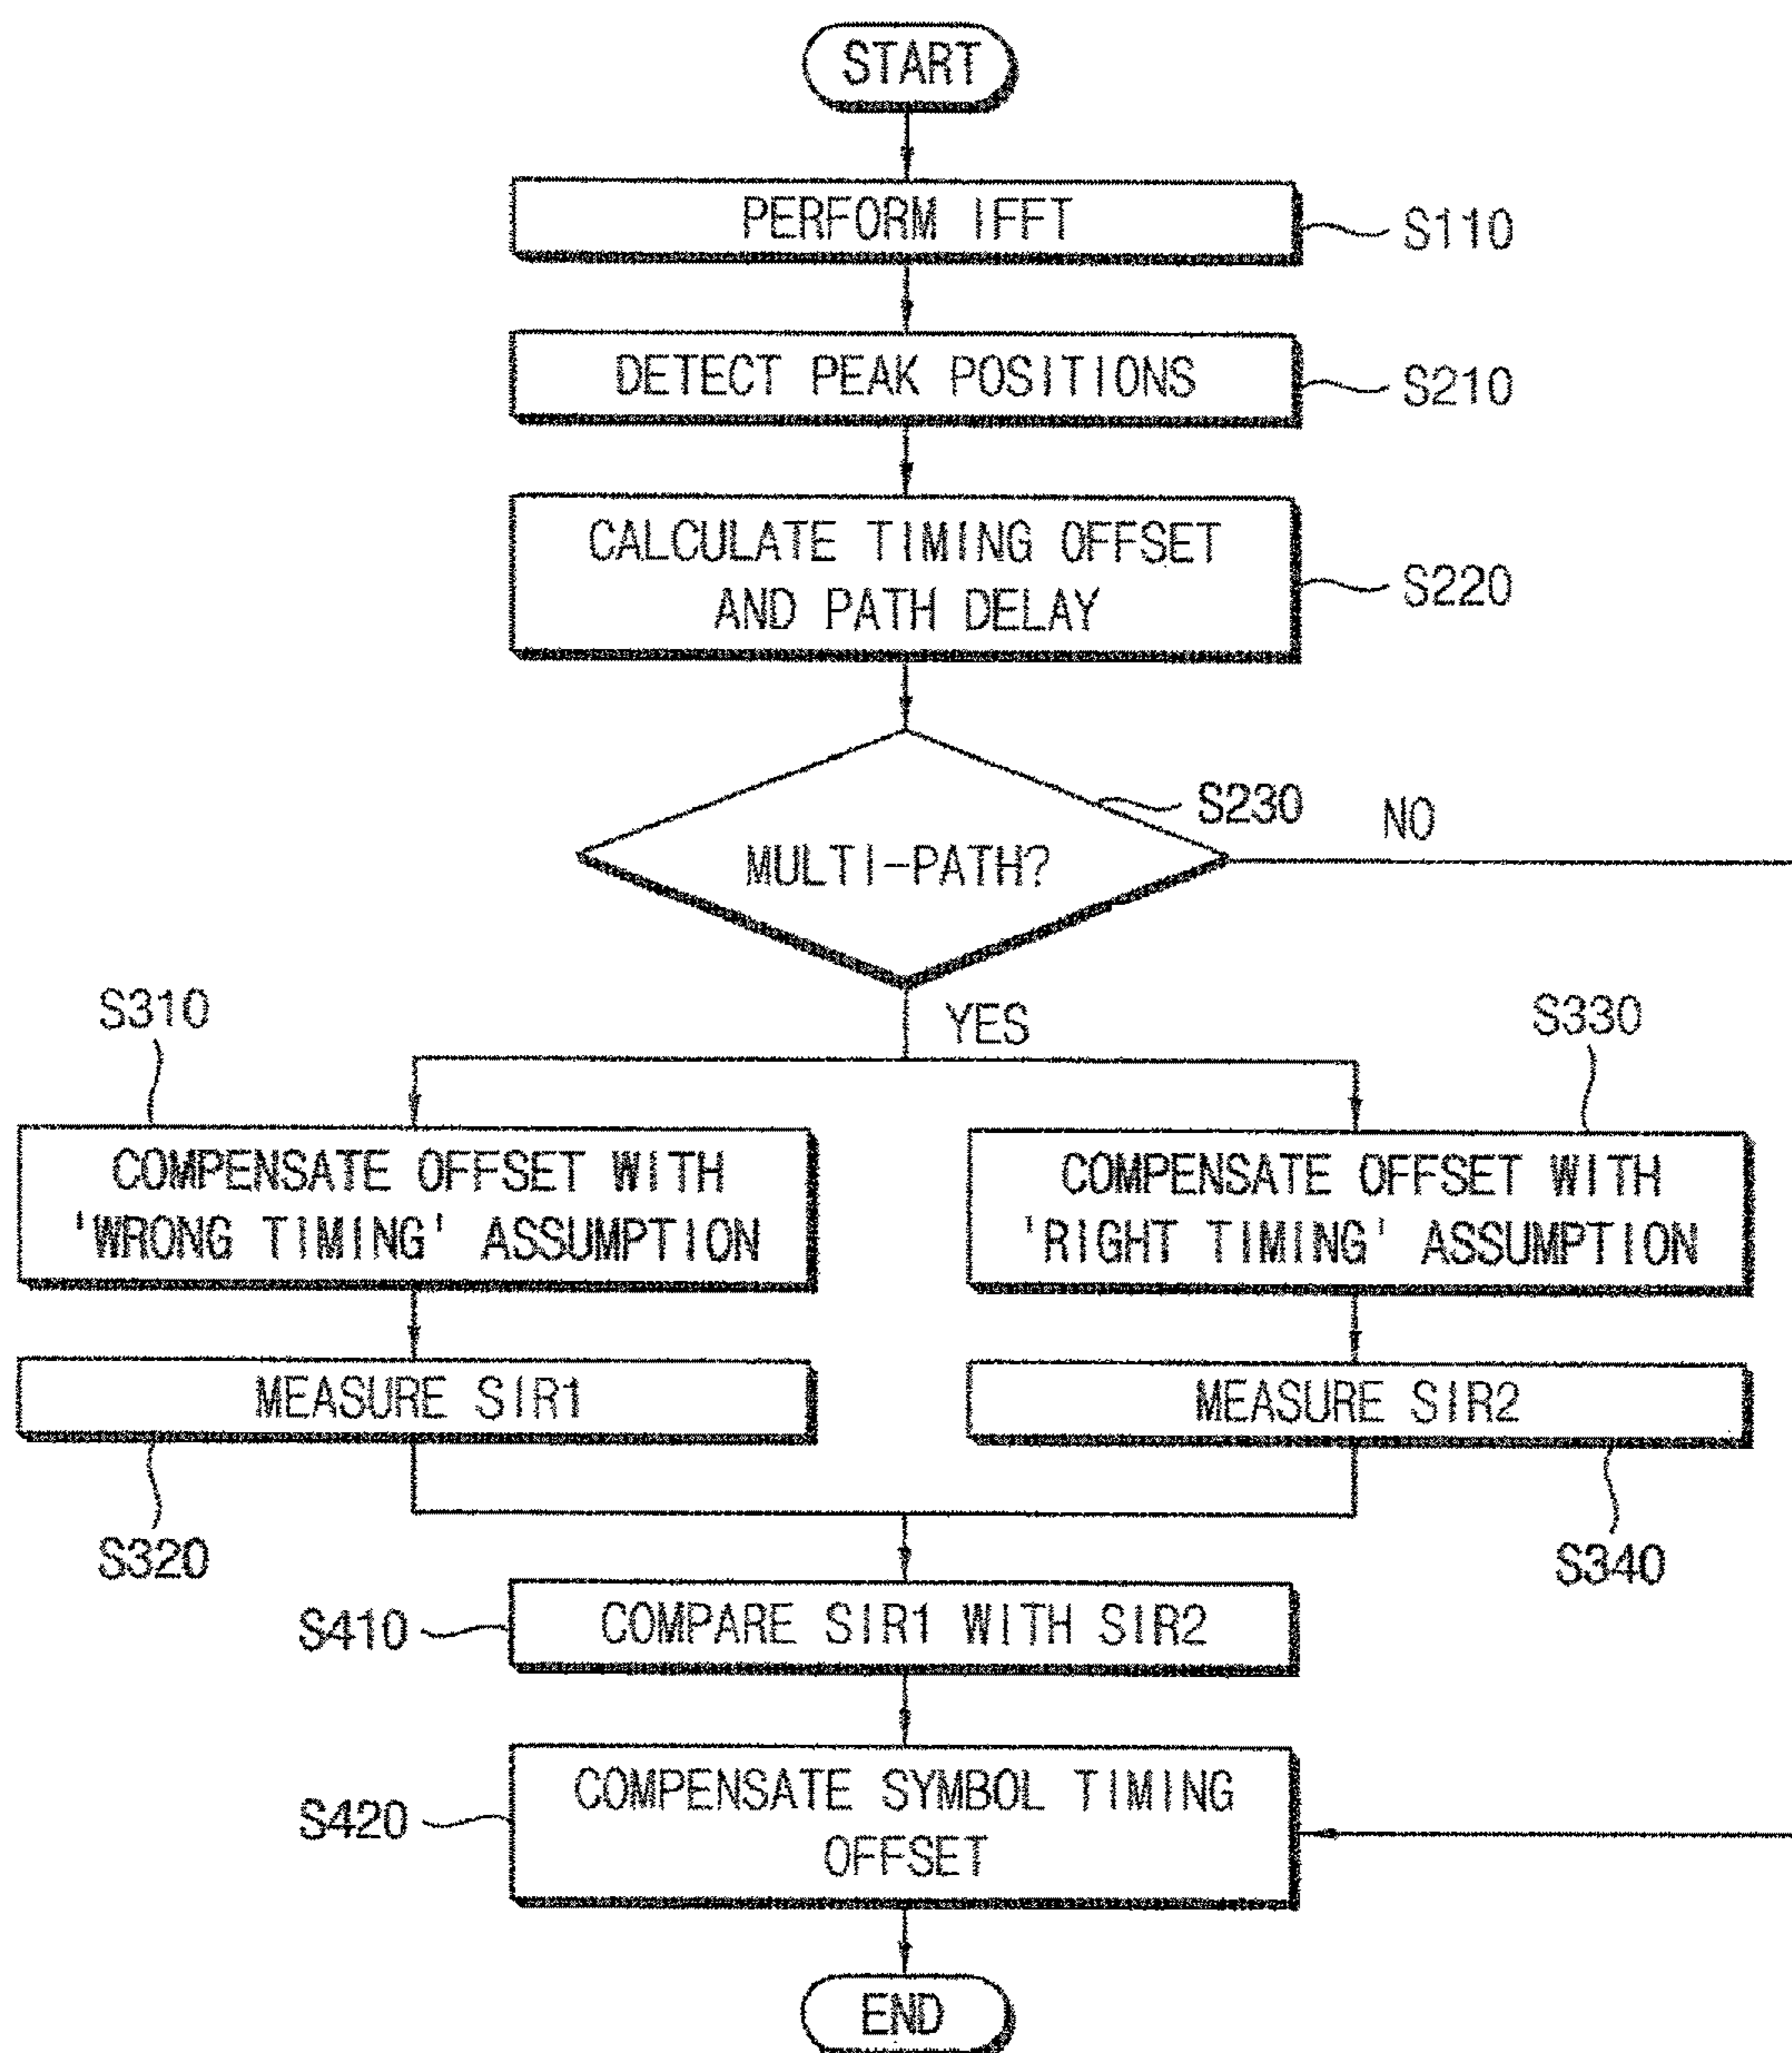 START
PERFORM IFFT
S110
DETECT PEAK POSITIONS
S210
CALCULATE TIMING OFFSET
AND PATH DELAY
S220
S230
NO
MULTI-PATH?
YES
S310
S330
COMPENSATE OFFSET WITH
'WRONG TIMING' ASSUMPTION
COMPENSATE OFFSET WITH
'RIGHT TIMING' ASSUMPTION
MEASURE SIR1
MEASURE SIR2
S320
S340
S410
COMPARE SIR1 WITH SIR2
S420
COMPENSATE SYMBOL TIMING
OFFSET
END